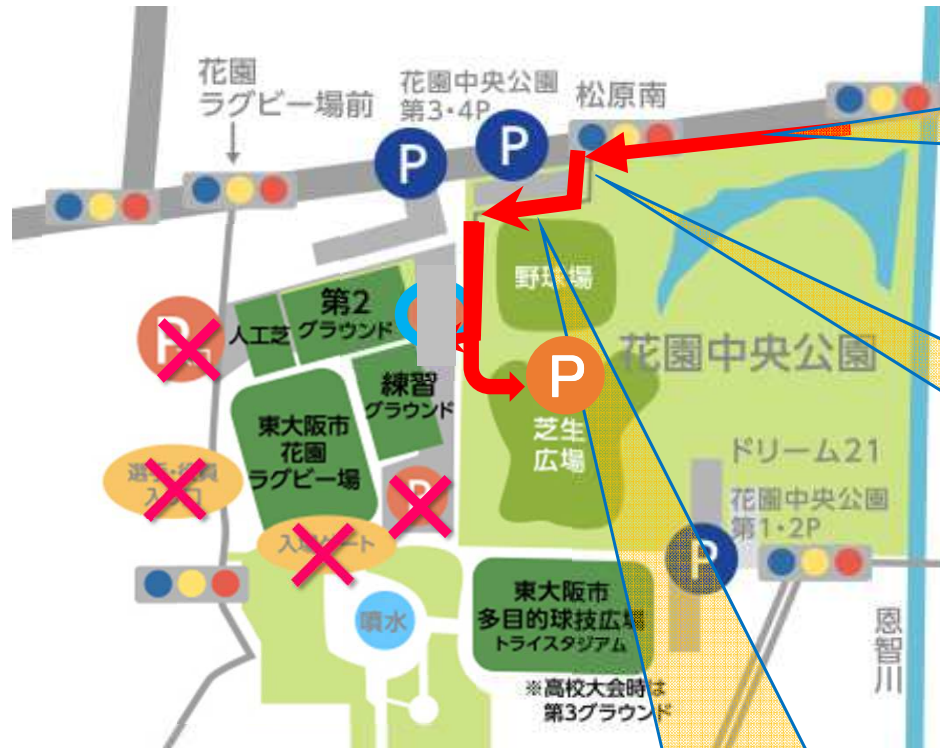 花園
ラグビー場前
花園中央公園
第3・4P
松原南
P
P
野球場
第2
グラウンド
人工芝
P
花園中央公園
練習
グラウンド
P
東大阪市
花園
ラグビー場
芝生
広場
ドリーム21
花園中央公園
第1・2P
P
入場ゲート
P
東大阪市
多目的球技広場
トライスタジアム
噴水
恩智川
※高校大会時は
第3グラウンド